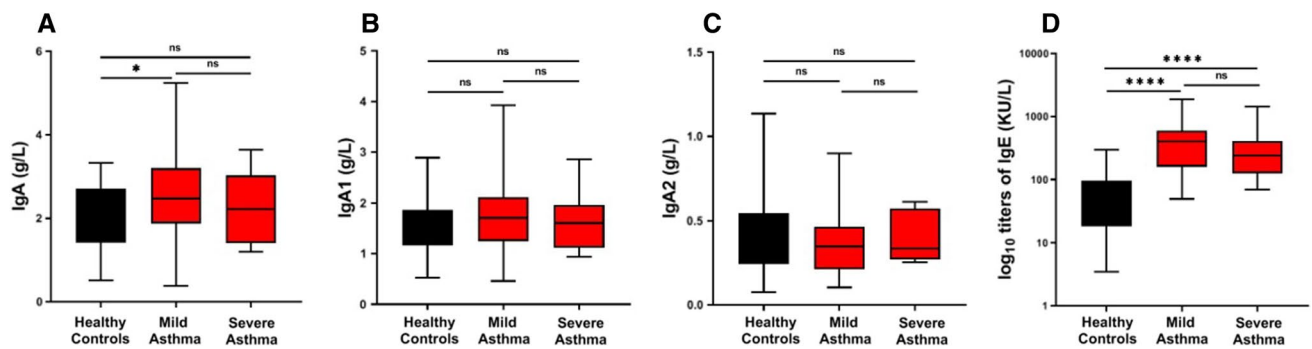 A
ns
*
ns
6
4
2
0
IgA (g/L)
Healthy
Controls
Mild
Asthma
Severe
Asthma
B
ns
ns
ns
5
4
3
2
1
0
IgA1 (g/L)
Healthy
Controls
Mild
Asthma
Severe
Asthma
C
ns
ns
ns
1.5
1.0
0.5
0.0
IgA2 (g/L)
Healthy
Controls
Mild
Asthma
Severe
Asthma
D
****
****
ns
10000
1000
100
10
1
log10 titers of IgE (KU/L)
Healthy
Controls
Mild
Asthma
Severe
Asthma